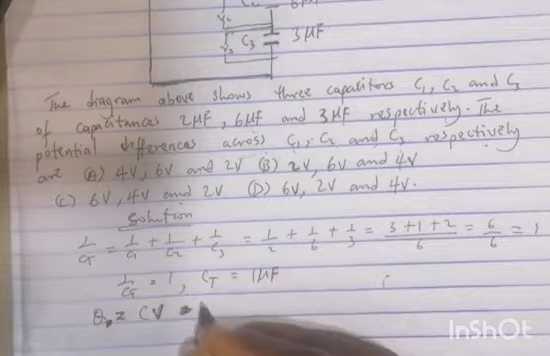 6μF
V₂
V₃ C₃ 3μF
The diagram above shows three capacitors C₁, C₂ and C₃
of capacitances 2μF, 6μF and 3μF respectively. The
potential differences across C₁, C₂ and C₃ respectively
are (A) 4V, 6V and 2V (B) 2V, 6V and 4V
(C) 6V, 4V and 2V (D) 6V, 2V and 4V.
Solution
1/C_T = 1/C₁ + 1/C₂ + 1/C₃ = 1/2 + 1/6 + 1/3 = 3+1+2/6 = 6/6 = 1
1/C_T = 1, C_T = 1μF
= CV
InShOt